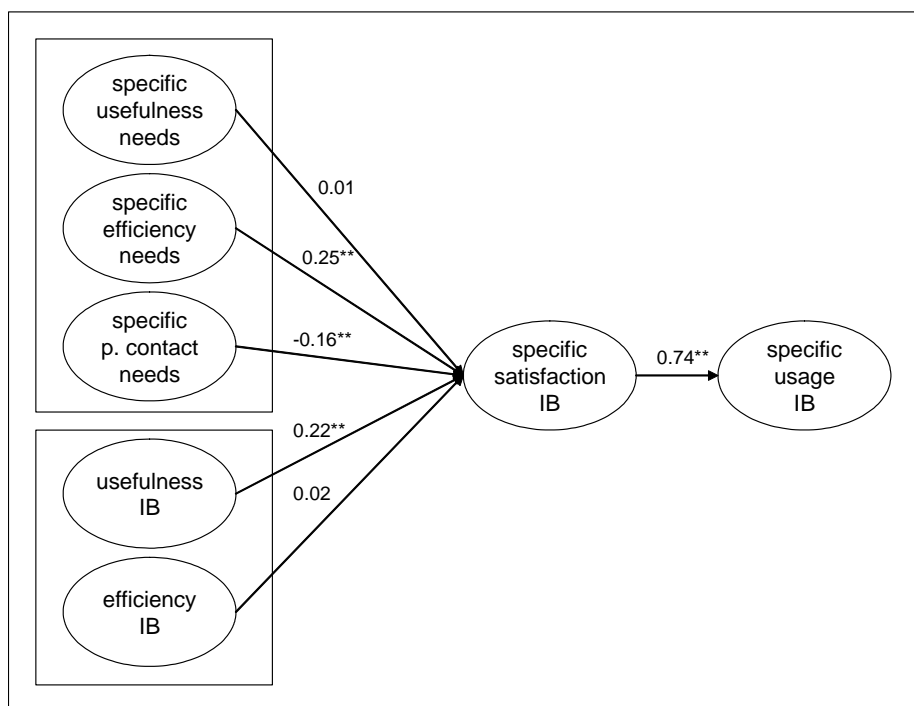 specific
usefulness
needs
0.01
specific
efficiency
needs
0.25**
specific
p. contact
needs
-0.16**
specific
satisfaction
IB
0.74**
specific
usage
IB
0.22**
usefulness
IB
0.02
efficiency
IB